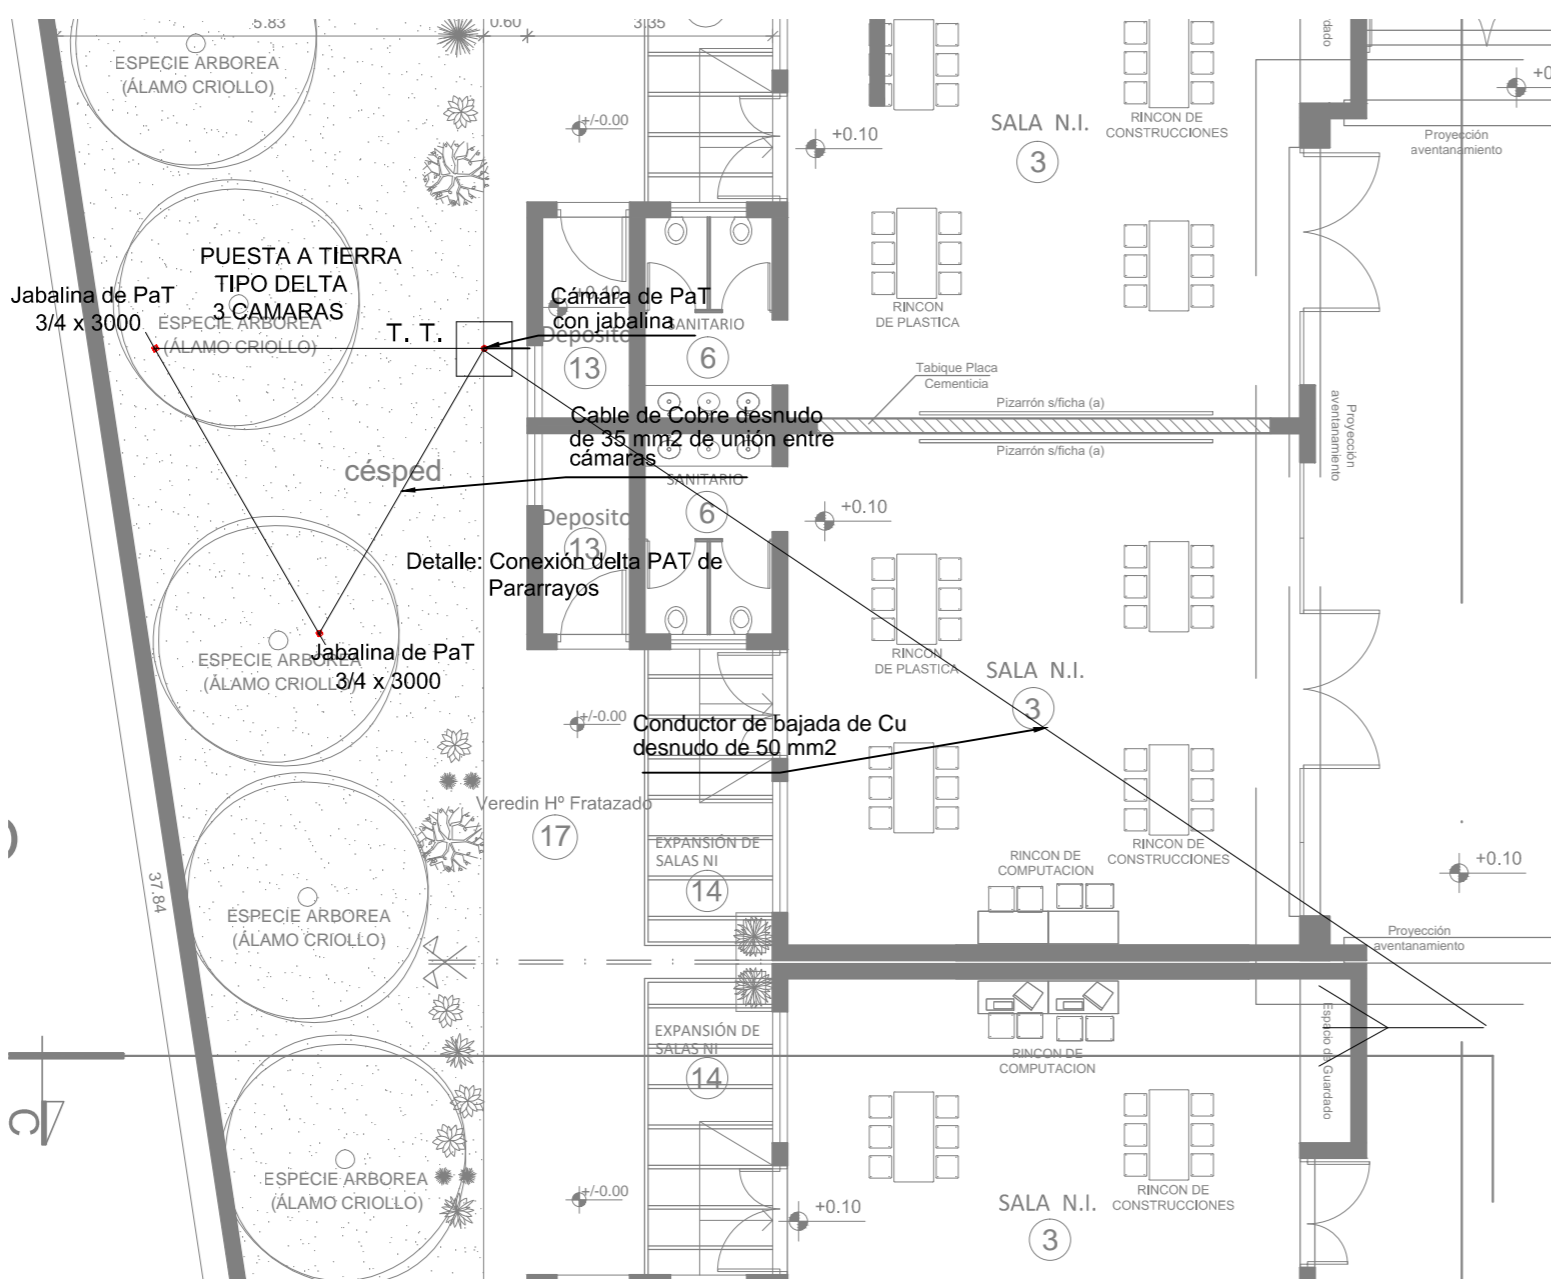 5.83
0.60
3.35
ESPECIE ARBOREA
(ÁLAMO CRIOLLO)
+/-0.00
+0.10
SALA N.I.
3
RINCON DE
CONSTRUCCIONES
Proyección
aventanamiento
PUESTA A TIERRA
TIPO DELTA
3 CAMARAS
Jabalina de PaT
3/4 x 3000
ESPECIE ARBOREA
(ÁLAMO CRIOLLO)
T. T.
Cámara de PaT
con jabalina
+0.10
Deposito
13
SANITARIO
6
RINCON
DE PLASTICA
Tabique Placa
Cementicia
Pizarrón s/ficha (a)
Pizarrón s/ficha (a)
Proyección
aventanamiento
Cable de Cobre desnudo
de 35 mm2 de unión entre
cámaras
césped
SANITARIO
6
Deposito
13
+0.10
Detalle: Conexión delta PAT de
Pararrayos
ESPECIE ARBOREA
(ÁLAMO CRIOLLO)
Jabalina de PaT
3/4 x 3000
RINCON
DE PLASTICA
SALA N.I.
3
+/-0.00
Conductor de bajada de Cu
desnudo de 50 mm2
Veredin Hº Fratazado
17
EXPANSIÓN DE
SALAS NI
14
RINCON DE
COMPUTACION
RINCON DE
CONSTRUCCIONES
+0.10
37.84
ESPECIE ARBOREA
(ÁLAMO CRIOLLO)
Proyección
aventanamiento
EXPANSIÓN DE
SALAS NI
14
RINCON DE
COMPUTACION
Espacio de Guardado
C
ESPECIE ARBOREA
(ÁLAMO CRIOLLO)
+/-0.00
+0.10
SALA N.I.
3
RINCON DE
CONSTRUCCIONES